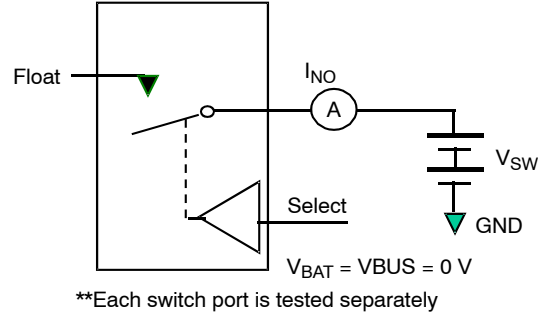 Float
I_NO
A
V_SW
Select
GND
V_BAT = VBUS = 0 V
**Each switch port is tested separately